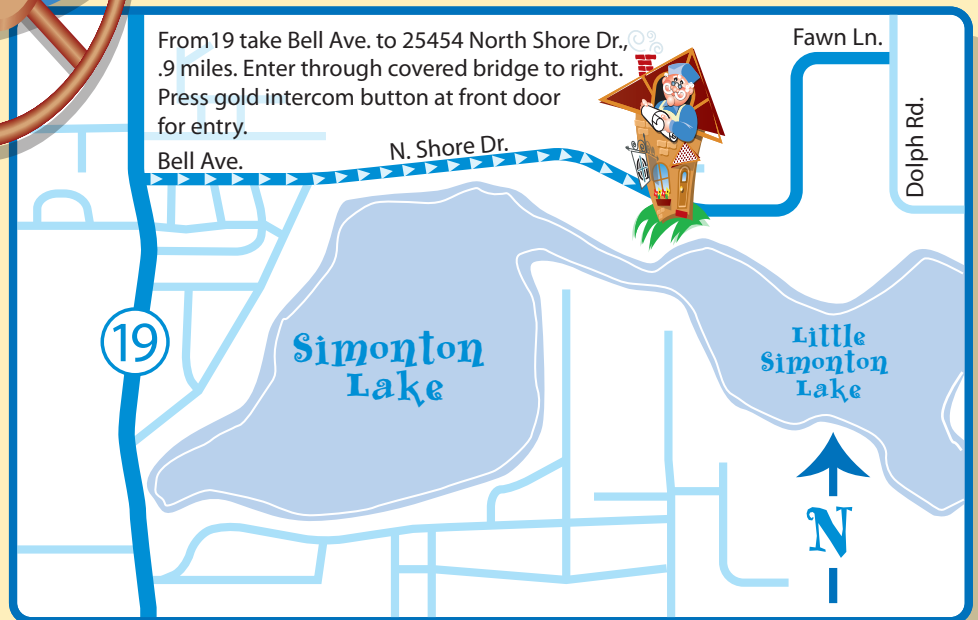 From19 take Bell Ave. to 25454 North Shore Dr.,
.9 miles. Enter through covered bridge to right.
Press gold intercom button at front door
for entry.
Bell Ave.
N. Shore Dr.
Fawn Ln.
Dolph Rd.
19
Simonton
Lake
Little
Simonton
Lake
N